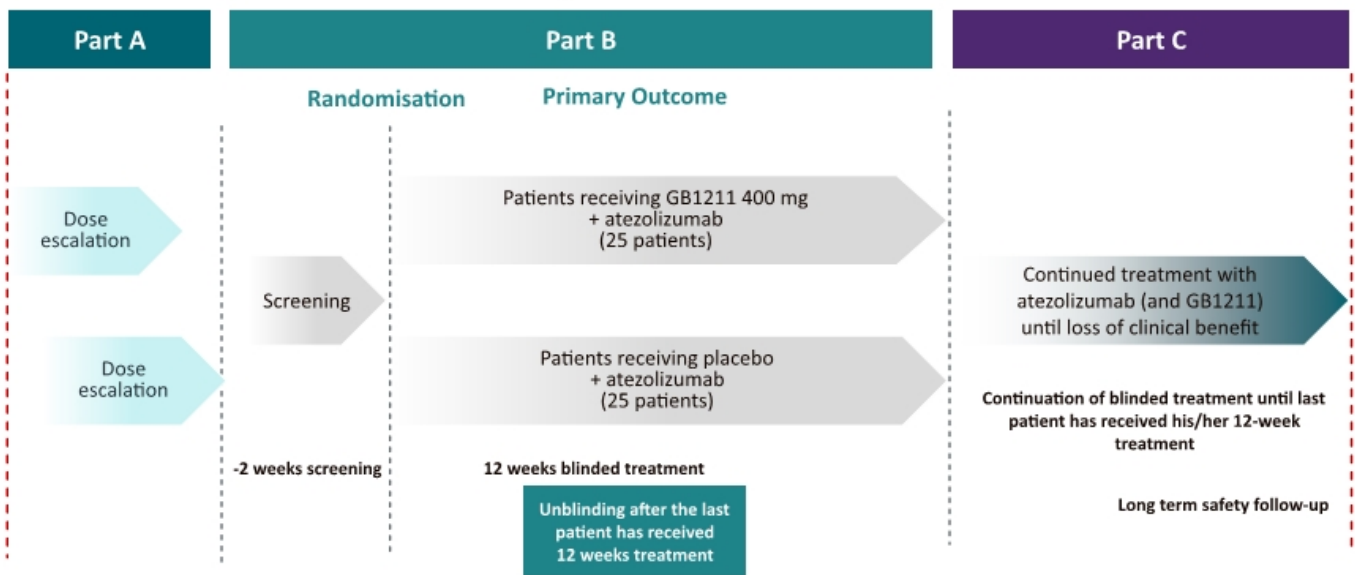 Part A
Part B
Part C
Randomisation
Primary Outcome
Dose
escalation
Patients receiving GB1211 400 mg
+ atezolizumab
(25 patients)
Screening
Continued treatment with
atezolizumab (and GB1211)
until loss of clinical benefit
Dose
escalation
Patients receiving placebo
+ atezolizumab
(25 patients)
Continuation of blinded treatment until last
patient has received his/her 12-week
treatment
-2 weeks screening
12 weeks blinded treatment
Unblinding after the last
patient has received
12 weeks treatment
Long term safety follow-up